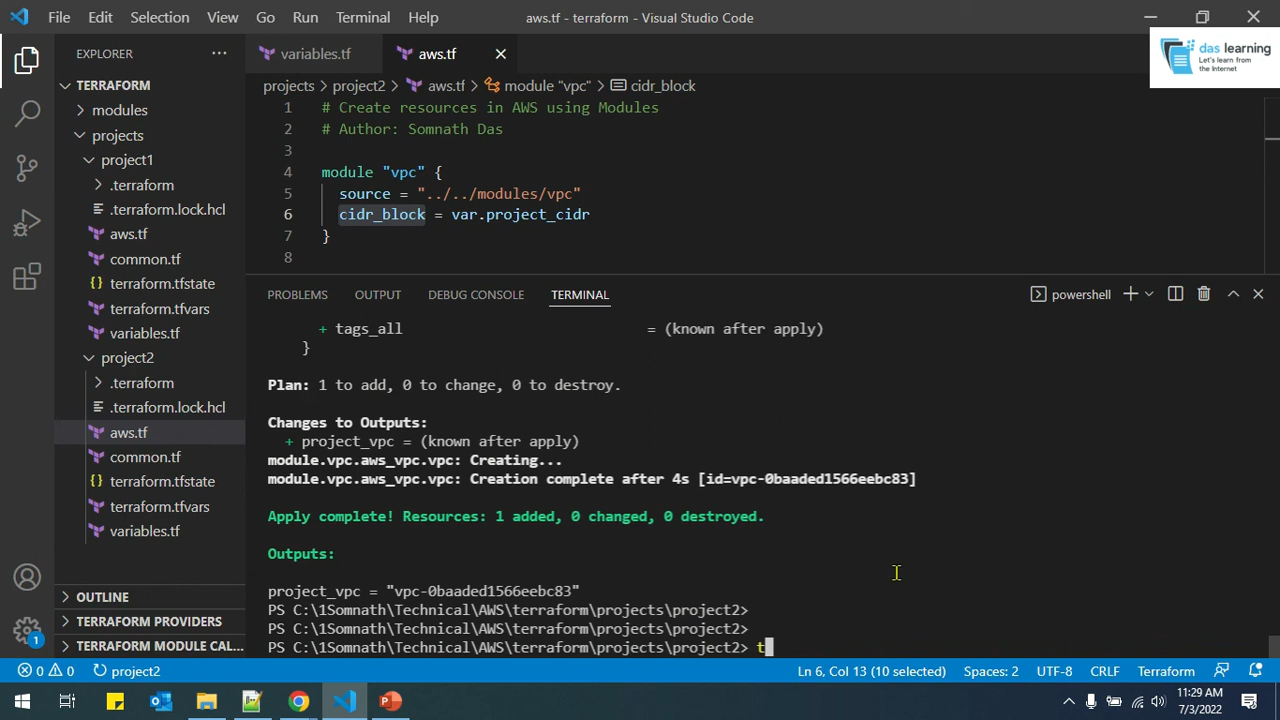 File Edit Selection View Go Run Terminal Help
aws.tf - terraform - Visual Studio Code
das learning
Let's learn from
the Internet
EXPLORER
TERRAFORM
modules
projects
project1
.terraform
.terraform.lock.hcl
aws.tf
common.tf
terraform.tfstate
terraform.tfvars
variables.tf
project2
.terraform
.terraform.lock.hcl
aws.tf
common.tf
terraform.tfstate
terraform.tfvars
variables.tf
OUTLINE
TERRAFORM PROVIDERS
TERRAFORM MODULE CAL...
variables.tf
aws.tf
projects > project2 > aws.tf > module "vpc" > cidr_block
1 # Create resources in AWS using Modules
2 # Author: Somnath Das
3
4 module "vpc" {
5 source = "../../modules/vpc"
6 cidr_block = var.project_cidr
7 }
8
PROBLEMS OUTPUT DEBUG CONSOLE TERMINAL
powershell
+ tags_all = (known after apply)
}
Plan: 1 to add, 0 to change, 0 to destroy.
Changes to Outputs:
+ project_vpc = (known after apply)
module.vpc.aws_vpc.vpc: Creating...
module.vpc.aws_vpc.vpc: Creation complete after 4s [id=vpc-0baaded1566eebc83]
Apply complete! Resources: 1 added, 0 changed, 0 destroyed.
Outputs:
project_vpc = "vpc-0baaded1566eebc83"
PS C:\1Somnath\Technical\AWS\terraform\projects\project2>
PS C:\1Somnath\Technical\AWS\terraform\projects\project2>
PS C:\1Somnath\Technical\AWS\terraform\projects\project2> t
1
0 0 project2
Ln 6, Col 13 (10 selected) Spaces: 2 UTF-8 CRLF Terraform
11:29 AM
7/3/2022